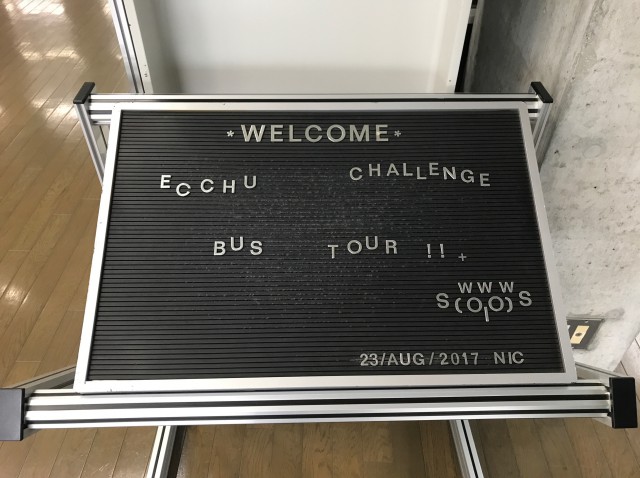 *WELCOME*
ECCHU CHALLENGE
BUS TOUR !!+
WWW
S(O|O)S
23/AUG/2017 NIC